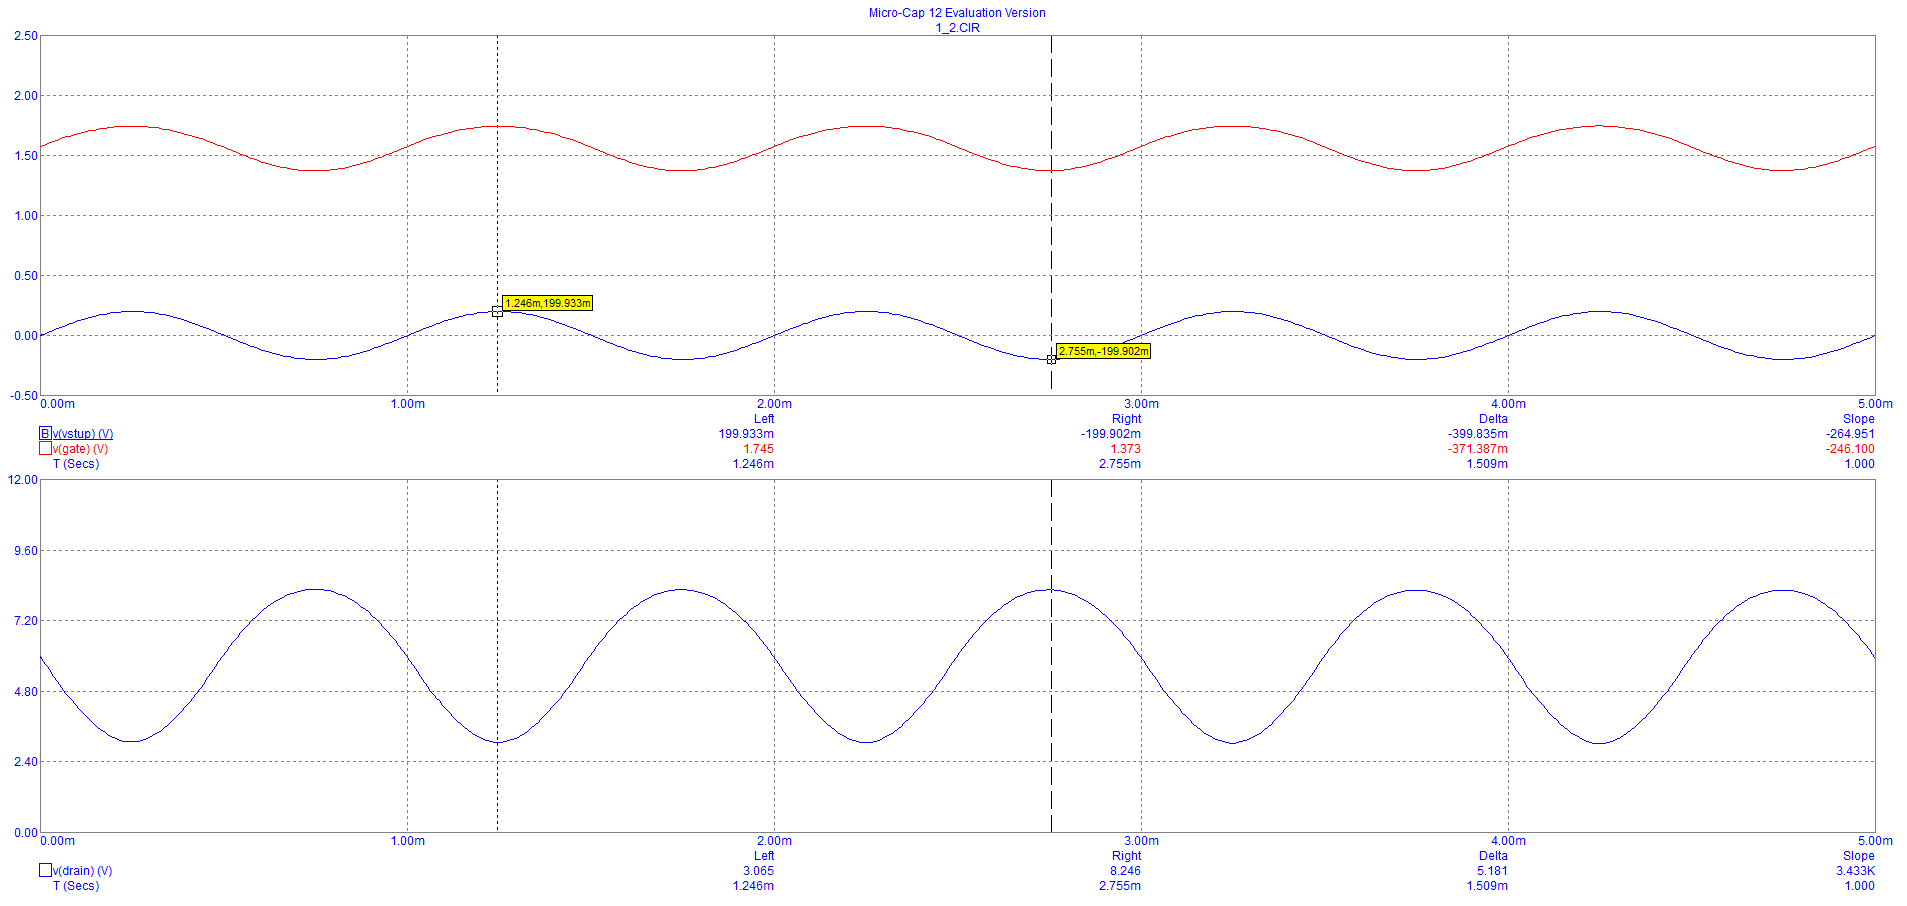 Micro-Cap 12 Evaluation Version
1_2.CIR
2.50
2.00
1.50
1.00
0.50
1.246m,199.933m
0.00
2.755m,-199.902m
-0.50
0.00m 1.00m 2.00m 3.00m 4.00m 5.00m
Left Right Delta Slope
B v(vstup) (V) 199.933m -199.902m -399.835m -264.951
v(gate) (V) 1.745 1.373 -371.387m -246.100
T (Secs) 1.246m 2.755m 1.509m 1.000
12.00
9.60
7.20
4.80
2.40
0.00
0.00m 1.00m 2.00m 3.00m 4.00m 5.00m
Left Right Delta Slope
v(drain) (V) 3.065 8.246 5.181 3.433K
T (Secs) 1.246m 2.755m 1.509m 1.000